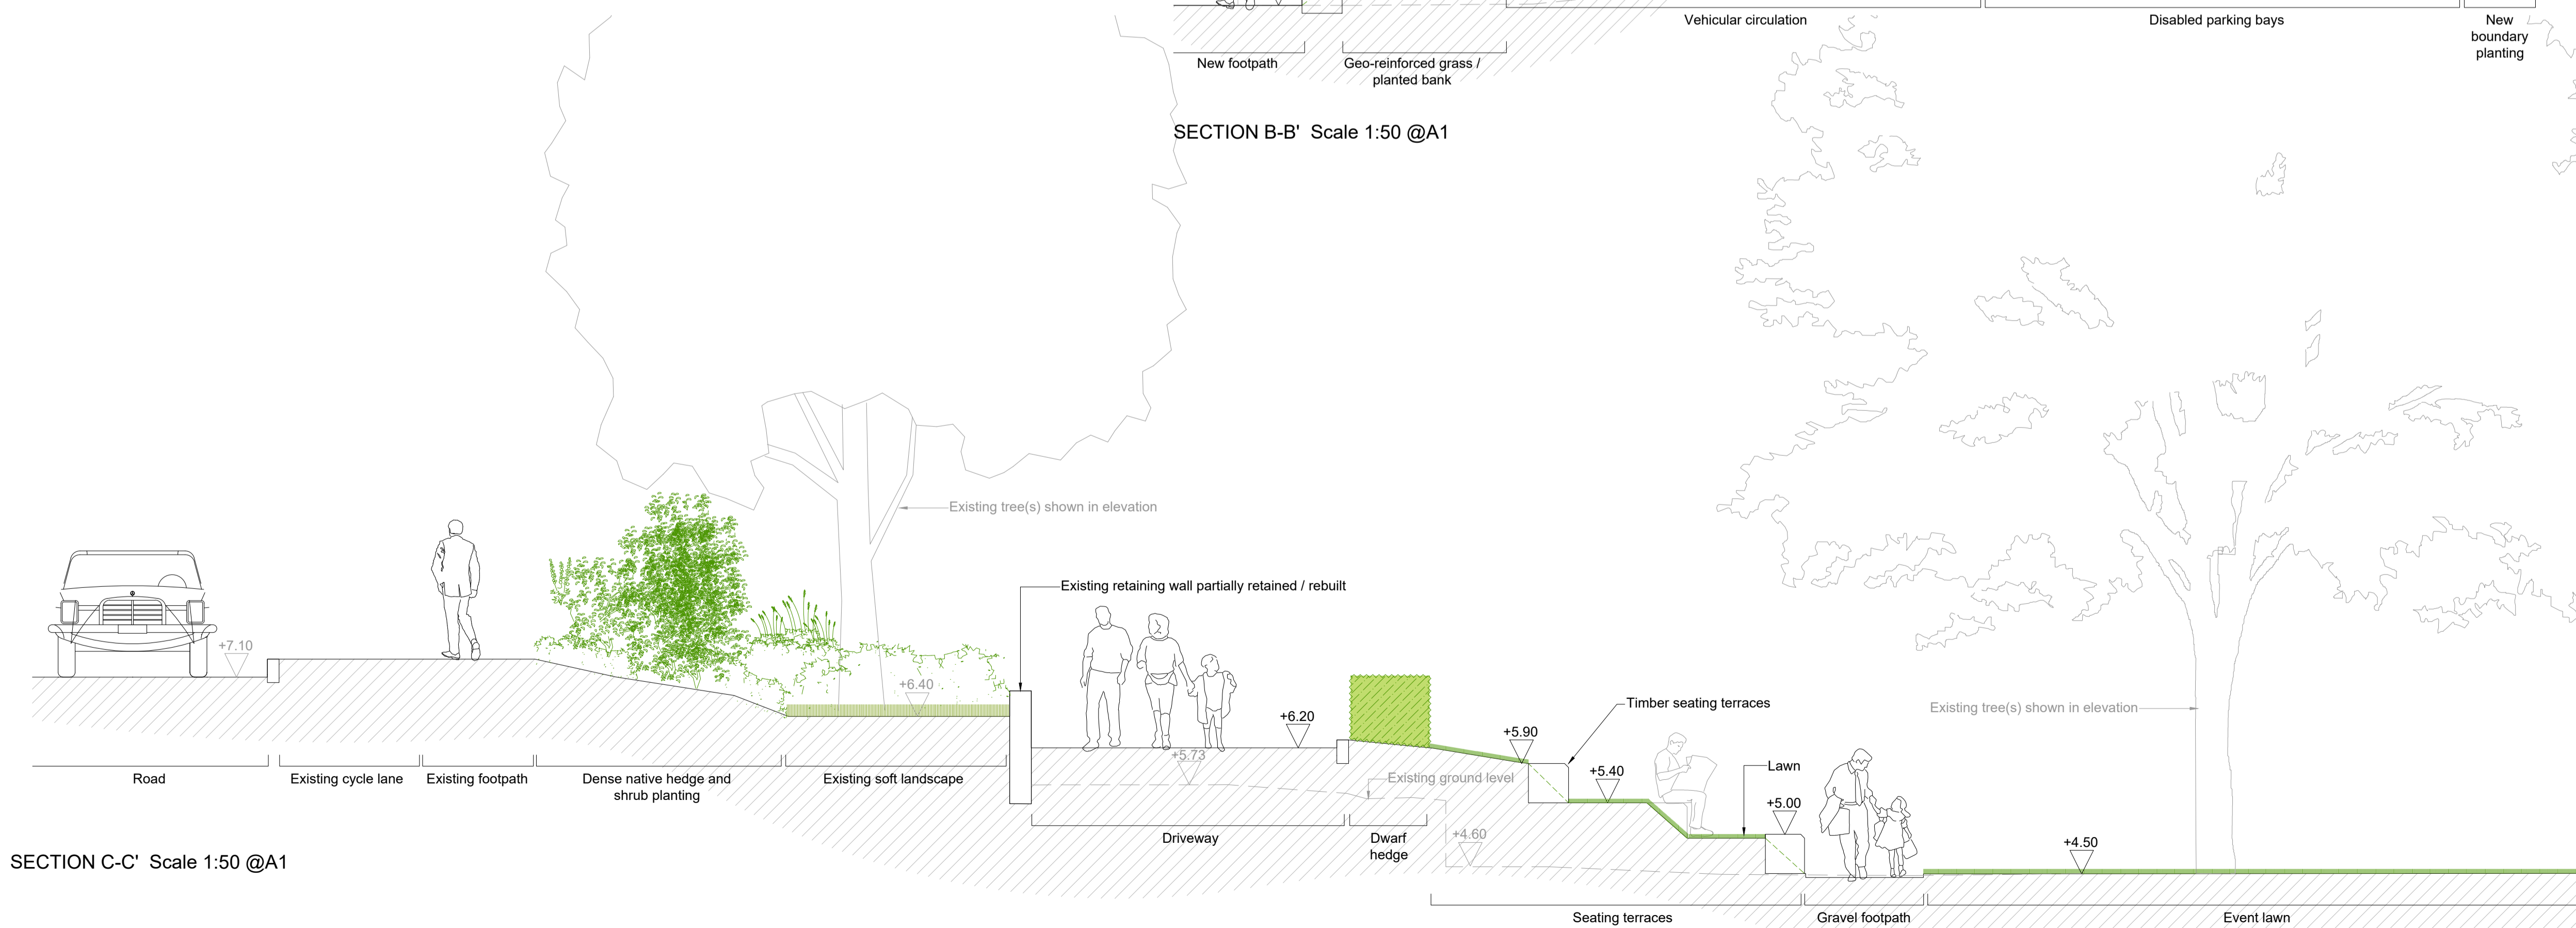 Vehicular circulation
Disabled parking bays
New
boundary
planting
New footpath
Geo-reinforced grass /
planted bank
SECTION B-B' Scale 1:50 @A1
Existing tree(s) shown in elevation
Existing retaining wall partially retained / rebuilt
+7.10
+6.40
+6.20
+5.73
Timber seating terraces
Existing tree(s) shown in elevation
+5.90
+5.40
Lawn
+5.00
Existing ground level
+4.60
+4.50
Road
Existing cycle lane
Existing footpath
Dense native hedge and
shrub planting
Existing soft landscape
Driveway
Dwarf
hedge
SECTION C-C' Scale 1:50 @A1
Seating terraces
Gravel footpath
Event lawn